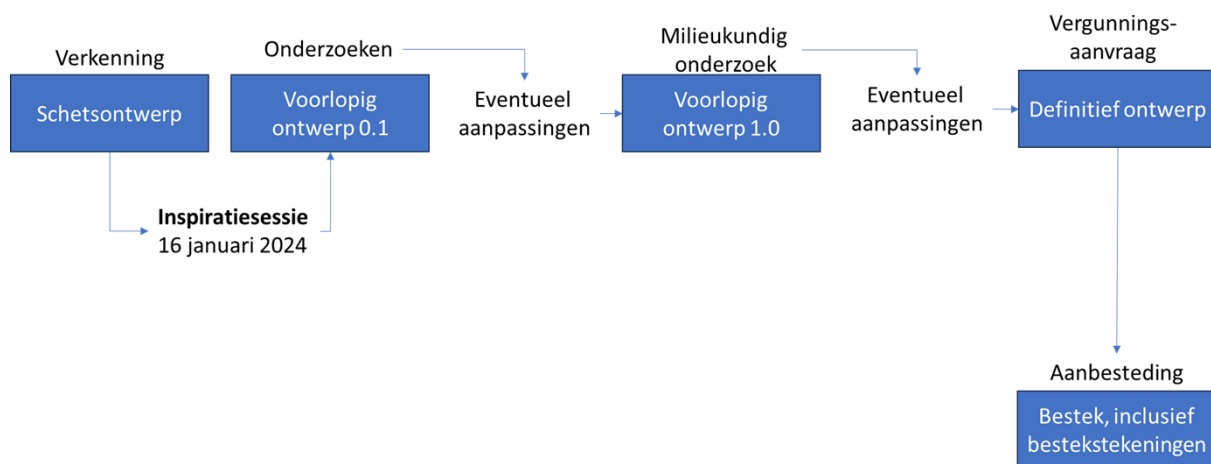 Verkenning
Schetsontwerp
Inspiratiesessie
16 januari 2024
Onderzoeken
Voorlopig
ontwerp 0.1
Eventueel
aanpassingen
Milieukundig
onderzoek
Voorlopig
ontwerp 1.0
Eventueel
aanpassingen
Vergunnings-
aanvraag
Definitief ontwerp
Aanbesteding
Bestek, inclusief
bestekstekeningen